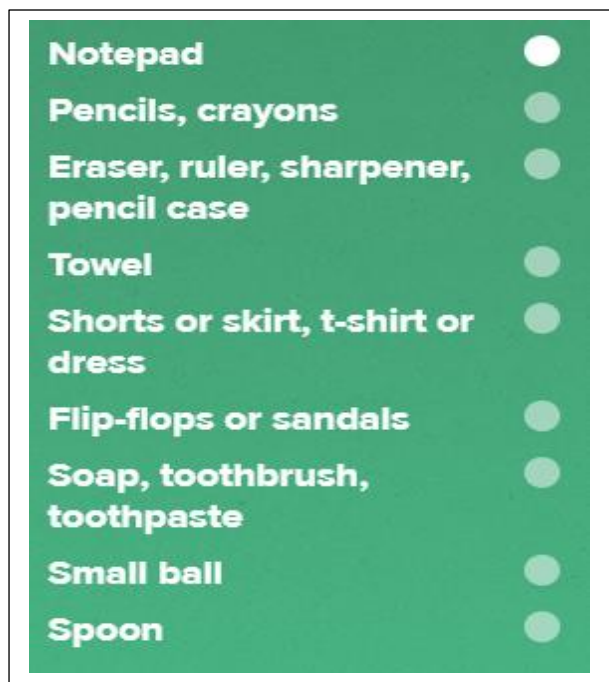 Notepad
Pencils, crayons
Eraser, ruler, sharpener,
pencil case
Towel
Shorts or skirt, t-shirt or
dress
Flip-flops or sandals
Soap, toothbrush,
toothpaste
Small ball
Spoon